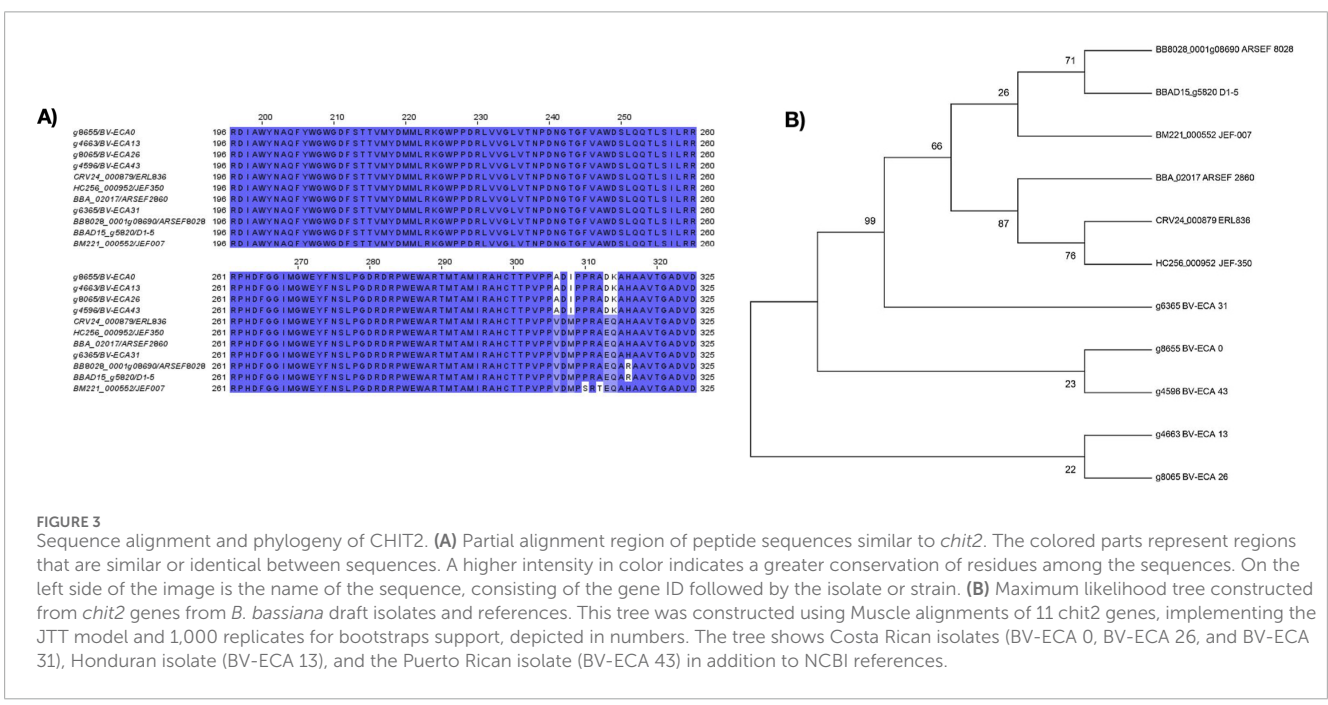 A)
200 210 220 230 240 250
g8655/BV-ECA0 196 RDIAWYNAQFYWGWGDFSTTVMYDMMLRKGWPPDRLVVGLVTNPDNGTGFVAWDSLQQTLSILRR 260
g4663/BV-ECA13 196 RDIAWYNAQFYWGWGDFSTTVMYDMMLRKGWPPDRLVVGLVTNPDNGTGFVAWDSLQQTLSILRR 260
g8065/BV-ECA26 196 RDIAWYNAQFYWGWGDFSTTVMYDMMLRKGWPPDRLVVGLVTNPDNGTGFVAWDSLQQTLSILRR 260
g4596/BV-ECA43 196 RDIAWYNAQFYWGWGDFSTTVMYDMMLRKGWPPDRLVVGLVTNPDNGTGFVAWDSLQQTLSILRR 260
CRV24_000879/ERL836 196 RDIAWYNAQFYWGWGDFSTTVMYDMMLRKGWPPDRLVVGLVTNPDNGTGFVAWDSLQQTLSILRR 260
HC256_000952/JEF350 196 RDIAWYNAQFYWGWGDFSTTVMYDMMLRKGWPPDRLVVGLVTNPDNGTGFVAWDSLQQTLSILRR 260
BBA_02017/ARSEF2860 196 RDIAWYNAQFYWGWGDFSTTVMYDMMLRKGWPPDRLVVGLVTNPDNGTGFVAWDSLQQTLSILRR 260
g6365/BV-ECA31 196 RDIAWYNAQFYWGWGDFSTTVMYDMMLRKGWPPDRLVVGLVTNPDNGTGFVAWDSLQQTLSILRR 260
BB8028_0001g08690/ARSEF8028 196 RDIAWYNAQFYWGWGDFSTTVMYDMMLRKGWPPDRLVVGLVTNPDNGTGFVAWDSLQQTLSILRR 260
BBAD15_g5820/D1-5 196 RDIAWYNAQFYWGWGDFSTTVMYDMMLRKGWPPDRLVVGLVTNPDNGTGFVAWDSLQQTLSILRR 260
BM221_000552/JEF007 196 RDIAWYNAQFYWGWGDFSTTVMYDMMLRKGWPPDRLVVGLVTNPDNGTGFVAWDSLQQTLSILRR 260
270 280 290 300 310 320
g8655/BV-ECA0 261 RPHDFGGIMGWEYFNSLPGDRDRPWEWARTMTAMIRAHCTTPVPPADIPPRADKAHAAVTGADVD 325
g4663/BV-ECA13 261 RPHDFGGIMGWEYFNSLPGDRDRPWEWARTMTAMIRAHCTTPVPPADIPPRADKAHAAVTGADVD 325
g8065/BV-ECA26 261 RPHDFGGIMGWEYFNSLPGDRDRPWEWARTMTAMIRAHCTTPVPPADIPPRADKAHAAVTGADVD 325
g4596/BV-ECA43 261 RPHDFGGIMGWEYFNSLPGDRDRPWEWARTMTAMIRAHCTTPVPPADIPPRADKAHAAVTGADVD 325
CRV24_000879/ERL836 261 RPHDFGGIMGWEYFNSLPGDRDRPWEWARTMTAMIRAHCTTPVPPVDMPPRAEQAHAAVTGADVD 325
HC256_000952/JEF350 261 RPHDFGGIMGWEYFNSLPGDRDRPWEWARTMTAMIRAHCTTPVPPVDMPPRAEQAHAAVTGADVD 325
BBA_02017/ARSEF2860 261 RPHDFGGIMGWEYFNSLPGDRDRPWEWARTMTAMIRAHCTTPVPPVDMPPRAEQAHAAVTGADVD 325
g6365/BV-ECA31 261 RPHDFGGIMGWEYFNSLPGDRDRPWEWARTMTAMIRAHCTTPVPPVDMPPRAEQAHAAVTGADVD 325
BB8028_0001g08690/ARSEF8028 261 RPHDFGGIMGWEYFNSLPGDRDRPWEWARTMTAMIRAHCTTPVPPVDMPPRAEQARAAVTGADVD 325
BBAD15_g5820/D1-5 261 RPHDFGGIMGWEYFNSLPGDRDRPWEWARTMTAMIRAHCTTPVPPVDMPPRAEQARAAVTGADVD 325
BM221_000552/JEF007 261 RPHDFGGIMGWEYFNSLPGDRDRPWEWARTMTAMIRAHCTTPVPPVDMPSRTEQAHAAVTGADVD 325
B)
BB8028_0001g08690 ARSEF 8028
71
BBAD15_g5820 D1-5
26
BM221_000552 JEF-007
66
BBA_02017 ARSEF 2860
87
CRV24_000879 ERL836
76
HC256_000952 JEF-350
99
g6365 BV-ECA 31
g8655 BV-ECA 0
23
g4598 BV-ECA 43
g4663 BV-ECA 13
22
g8065 BV-ECA 26
FIGURE 3
Sequence alignment and phylogeny of CHIT2. (A) Partial alignment region of peptide sequences similar to chit2. The colored parts represent regions
that are similar or identical between sequences. A higher intensity in color indicates a greater conservation of residues among the sequences. On the
left side of the image is the name of the sequence, consisting of the gene ID followed by the isolate or strain. (B) Maximum likelihood tree constructed
from chit2 genes from B. bassiana draft isolates and references. This tree was constructed using Muscle alignments of 11 chit2 genes, implementing the
JTT model and 1,000 replicates for bootstraps support, depicted in numbers. The tree shows Costa Rican isolates (BV-ECA 0, BV-ECA 26, and BV-ECA
31), Honduran isolate (BV-ECA 13), and the Puerto Rican isolate (BV-ECA 43) in addition to NCBI references.